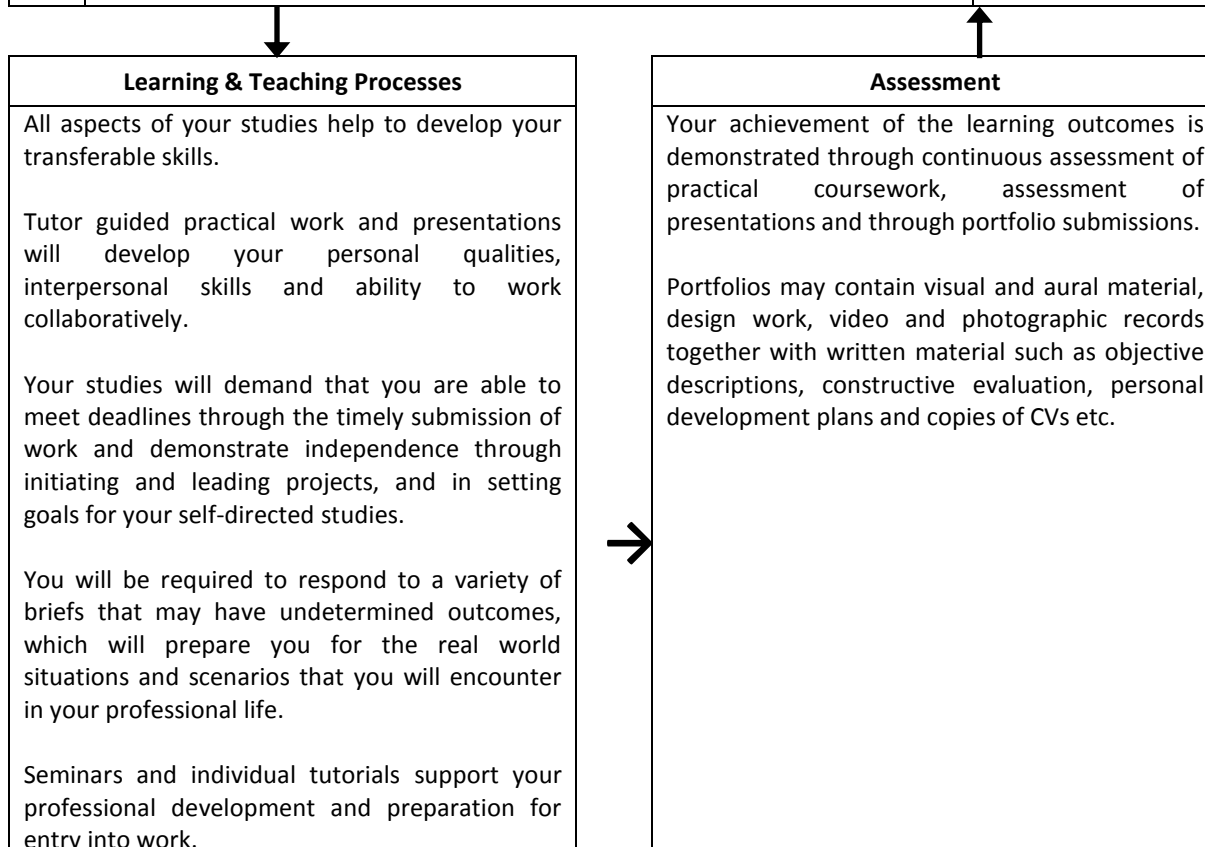 Learning & Teaching Processes
All aspects of your studies help to develop your
transferable skills.
Tutor guided practical work and presentations
will develop your personal qualities,
interpersonal skills and ability to work
collaboratively.
Your studies will demand that you are able to
meet deadlines through the timely submission of
work and demonstrate independence through
initiating and leading projects, and in setting
goals for your self-directed studies.
You will be required to respond to a variety of
briefs that may have undetermined outcomes,
which will prepare you for the real world
situations and scenarios that you will encounter
in your professional life.
Seminars and individual tutorials support your
professional development and preparation for
entry into work.
Assessment
Your achievement of the learning outcomes is
demonstrated through continuous assessment of
practical coursework, assessment of
presentations and through portfolio submissions.
Portfolios may contain visual and aural material,
design work, video and photographic records
together with written material such as objective
descriptions, constructive evaluation, personal
development plans and copies of CVs etc.